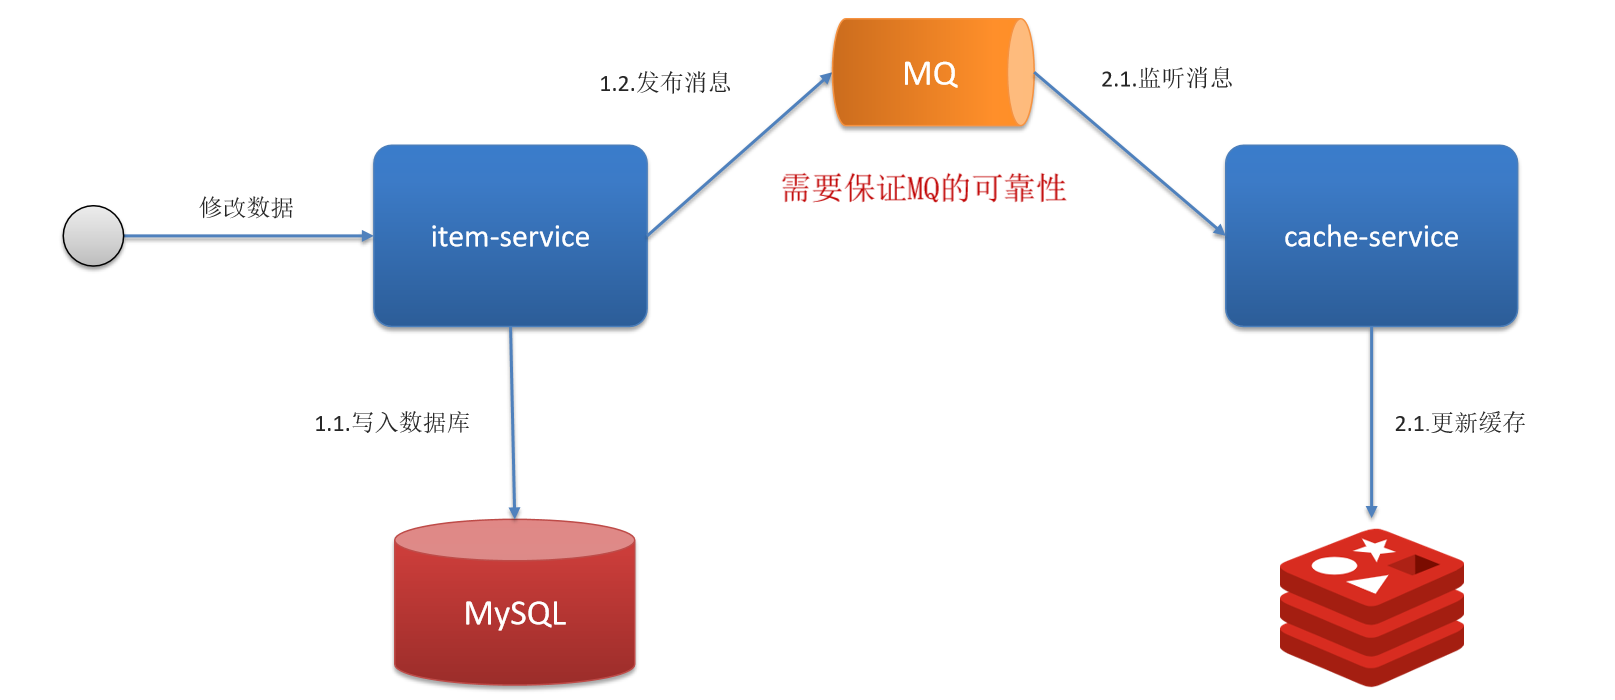 MQ
1.2.发布消息
2.1.监听消息
需要保证MQ的可靠性
修改数据
item-service
cache-service
1.1.写入数据库
2.1.更新缓存
MySQL